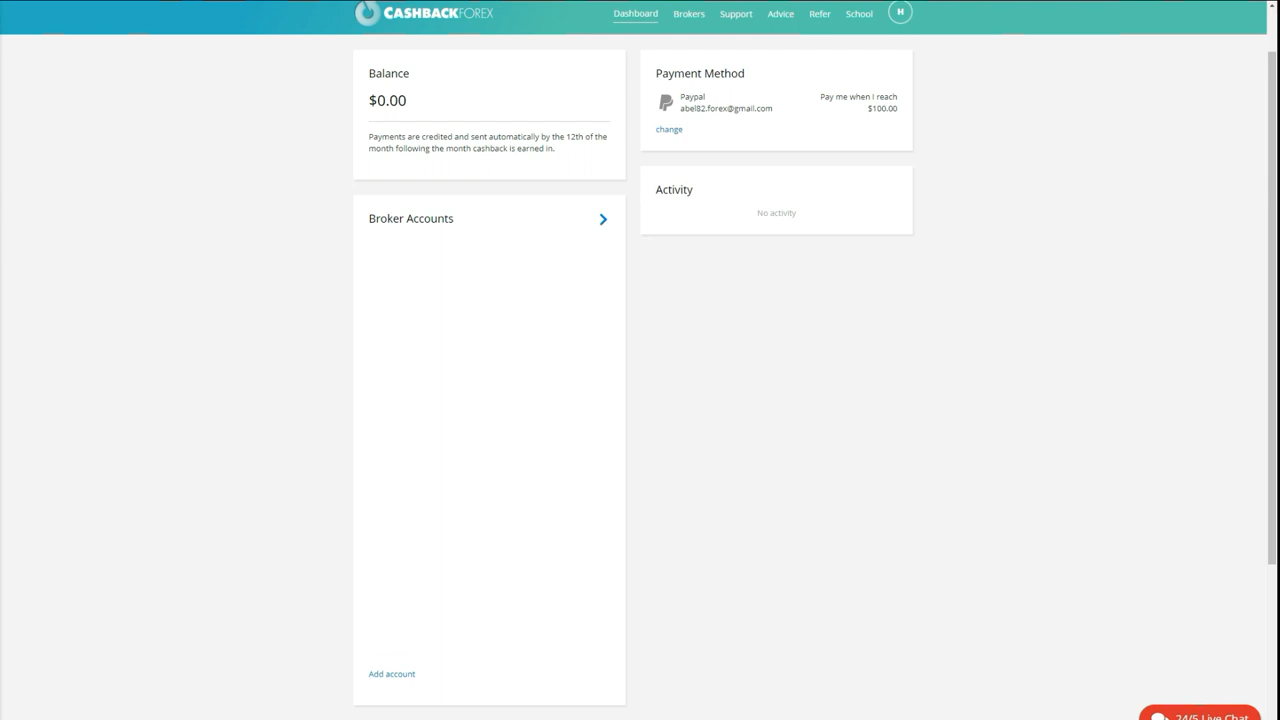 CASHBACKFOREX
Dashboard
Brokers
Support
Advice
Refer
School
H
Balance
$0.00
Payments are credited and sent automatically by the 12th of the
month following the month cashback is earned in.
Payment Method
Paypal
abel82.forex@gmail.com
Pay me when I reach
$100.00
change
Activity
No activity
Broker Accounts
Add account
24/5 Live Chat